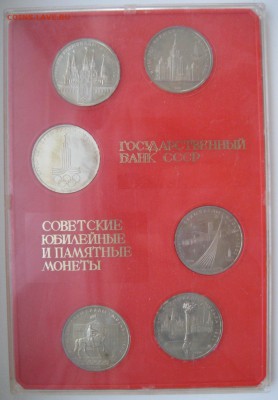 ГОСУДАРСТВЕННЫЙ
БАНК СССР
СОВЕТСКИЕ
ЮБИЛЕЙНЫЕ
И ПАМЯТНЫЕ
МОНЕТЫ